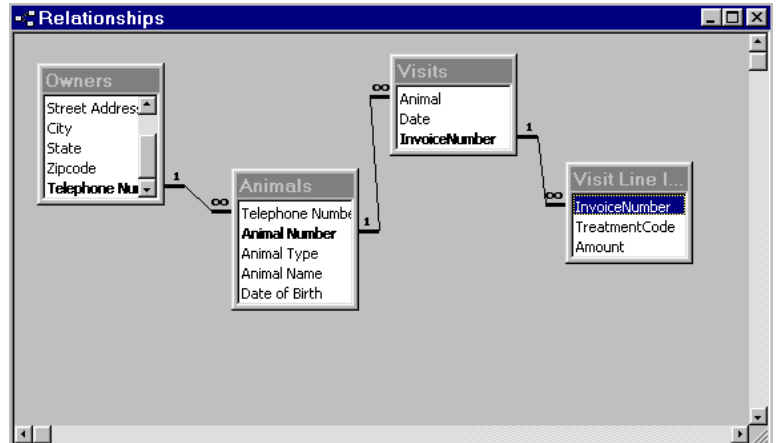 Relationships
Owners
Street Addres
City
State
Zipcode
Telephone Nu
1
∞
Animals
Telephone Numbe
Animal Number
Animal Type
Animal Name
Date of Birth
1
∞
Visits
Animal
Date
InvoiceNumber
1
∞
Visit Line I...
InvoiceNumber
TreatmentCode
Amount